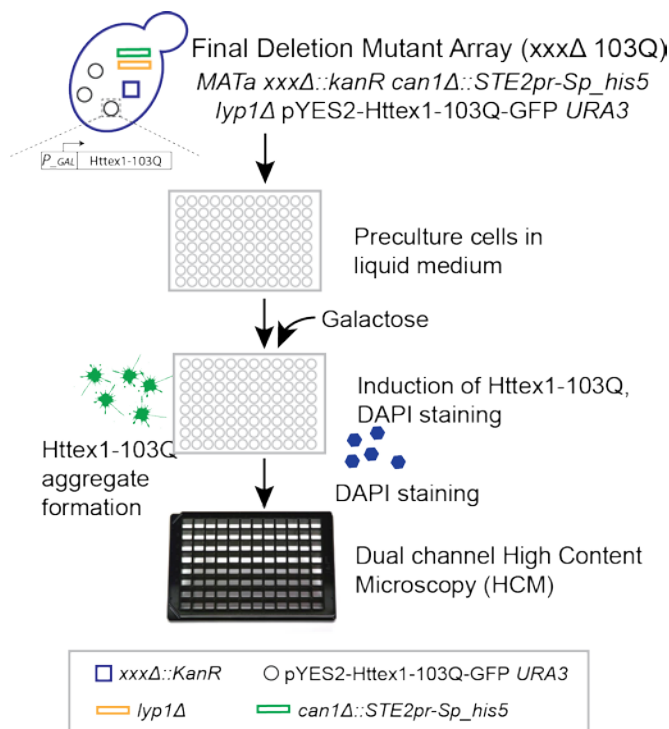 Final Deletion Mutant Array (xxxΔ 103Q)
MATa xxxΔ::kanR can1Δ::STE2pr-Sp_his5
lyp1Δ pYES2-Httex1-103Q-GFP URA3
P_GAL Httex1-103Q
Preculture cells in
liquid medium
Galactose
Induction of Httex1-103Q,
DAPI staining
Httex1-103Q
aggregate
formation
DAPI staining
Dual channel High Content
Microscopy (HCM)
xxxΔ::KanR pYES2-Httex1-103Q-GFP URA3
lyp1Δ can1Δ::STE2pr-Sp_his5